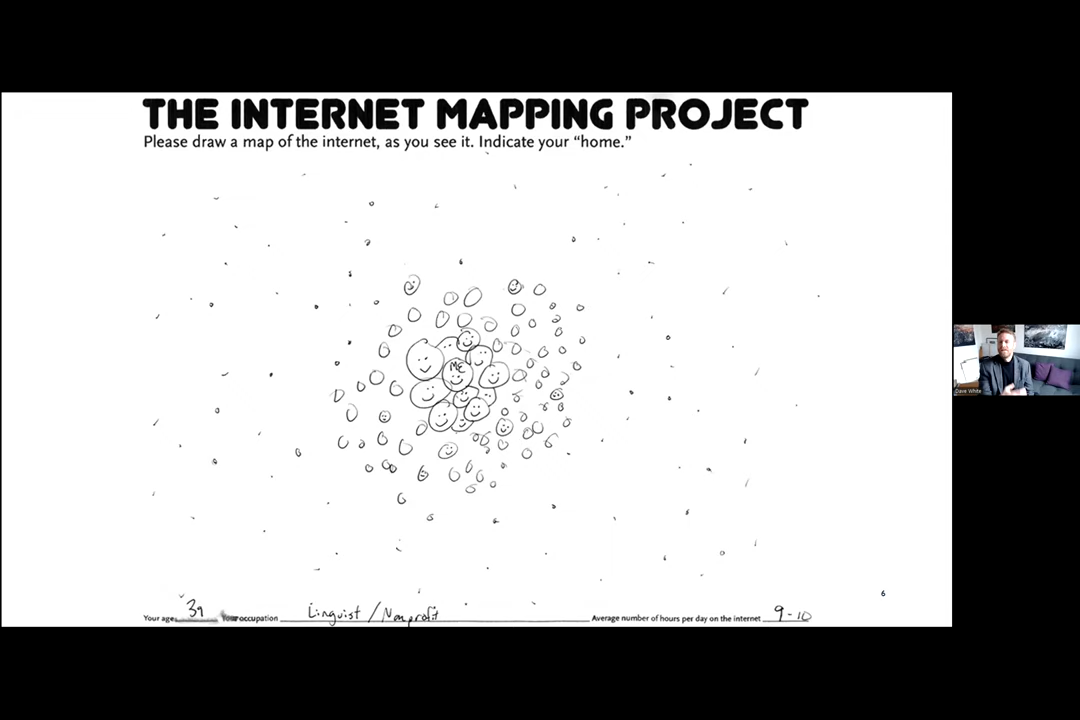 THE INTERNET MAPPING PROJECT
Please draw a map of the internet, as you see it. Indicate your “home.”
ME
Dave White
6
Your age 39 Your occupation Linguist / Nonprofit Average number of hours per day on the internet 9-10